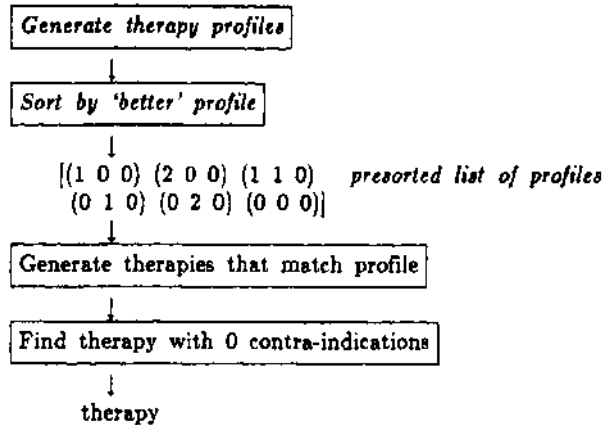 Generate therapy profiles
Sort by 'better' profile
[(1 0 0) (2 0 0) (1 1 0) presorted list of profiles
(0 1 0) (0 2 0) (0 0 0)]
Generate therapies that match profile
Find therapy with 0 contra-indications
therapy